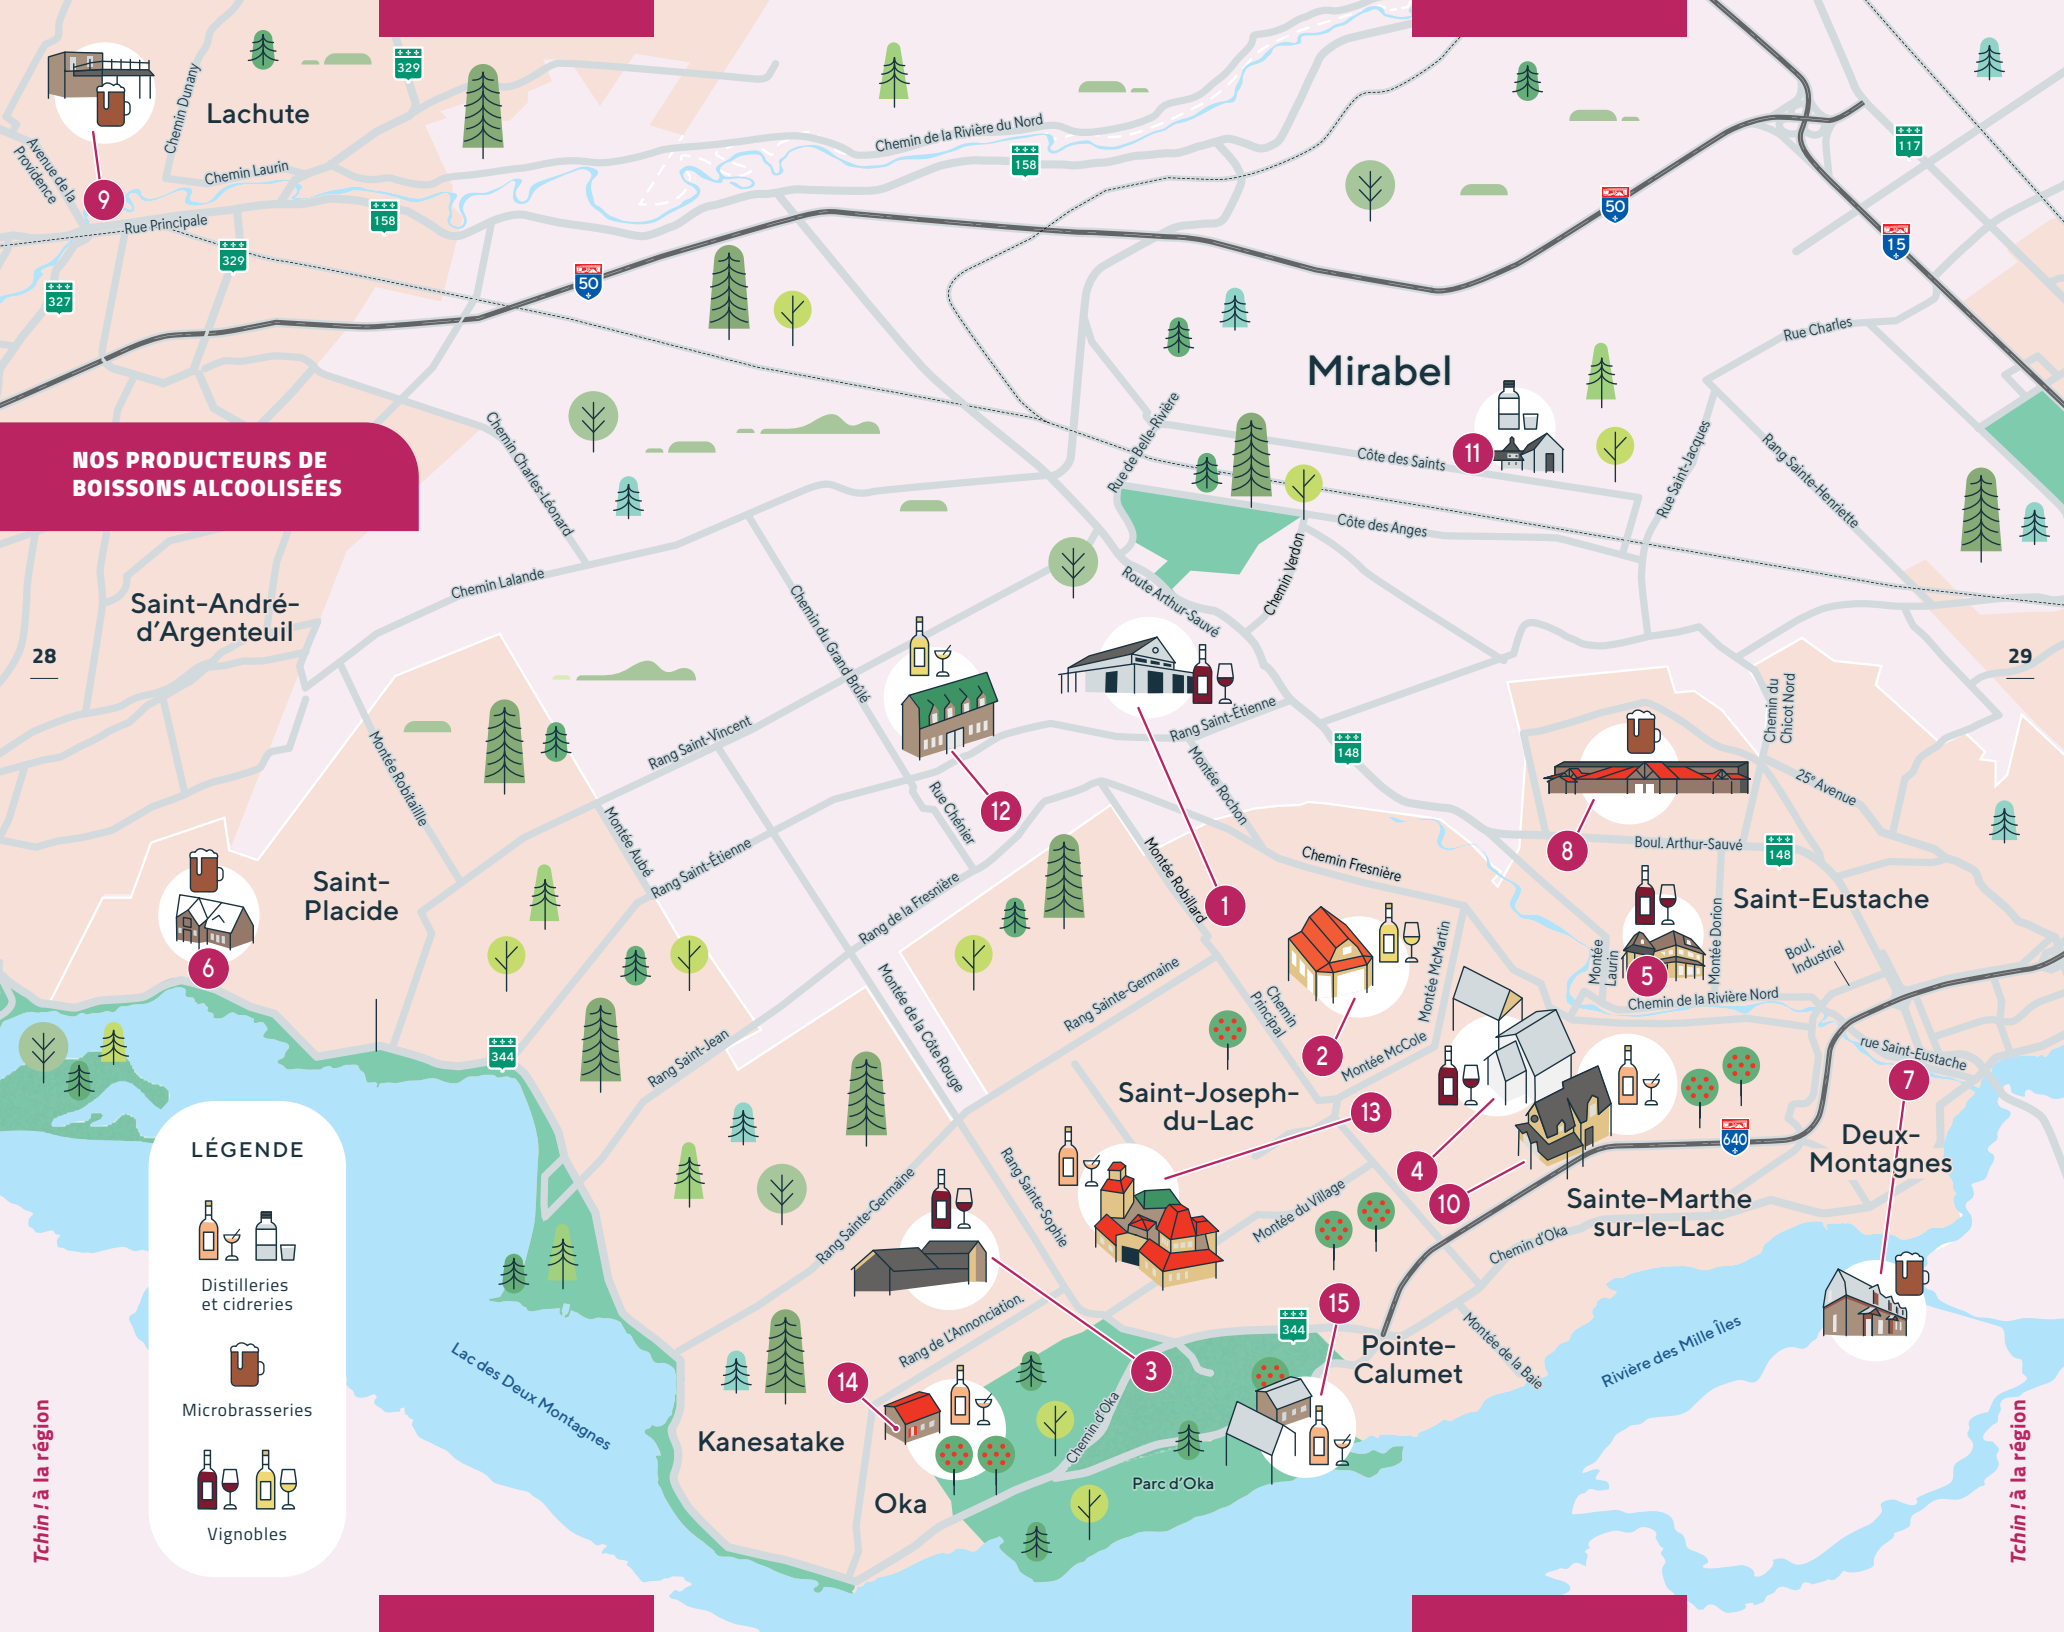 329
Lachute
Chemin Dunany
Avenue de la
Providence
Chemin Laurin
9
Rue Principale
158
329
327
50
Chemin de la Rivière du Nord
158
117
50
15
Mirabel
Rue Charles
Rue de Belle-Rivière
Côte des Saints
11
Rue Saint-Jacques
Rang Sainte-Henriette
Côte des Anges
Chemin Verdon
Route Arthur-Sauvé
NOS PRODUCTEURS DE
BOISSONS ALCOOLISÉES
Chemin Charles-Léonard
Chemin Lalande
Saint-André-
d'Argenteuil
28
29
Chemin du Grand Brûlé
Rang Saint-Vincent
Rang Saint-Étienne
Montée Rochon
148
Chemin du
Chicot Nord
25e Avenue
Montée Robitaille
Montée Aubé
Rang Saint-Étienne
Rue Chénier
12
8
Boul. Arthur-Sauvé
148
Saint-
Placide
6
Rang de la Fresnière
Montée Robillard
1
Chemin Fresnière
Saint-Eustache
Montée McMartin
Montée
Laurin
5
Montée Dorion
Boul.
Industriel
Chemin de la Rivière Nord
Rang Sainte-Germaine
Chemin
Principal
2
Montée McCole
Montée de la Côte Rouge
Rang Saint-Jean
344
rue Saint-Eustache
7
Saint-Joseph-
du-Lac
13
4
10
640
Deux-
Montagnes
Sainte-Marthe
sur-le-Lac
Rang Sainte-Germaine
Rang Sainte-Sophie
Montée du Village
Chemin d'Oka
LÉGENDE
Distilleries
et cidreries
Microbrasseries
Vignobles
Lac des Deux Montagnes
Rang de L'Annonciation.
3
15
344
Pointe-
Calumet
Montée de la Baie
Rivière des Mille Îles
14
Kanesatake
Chemin d'Oka
Oka
Parc d'Oka
Tchin ! à la région
Tchin ! à la région